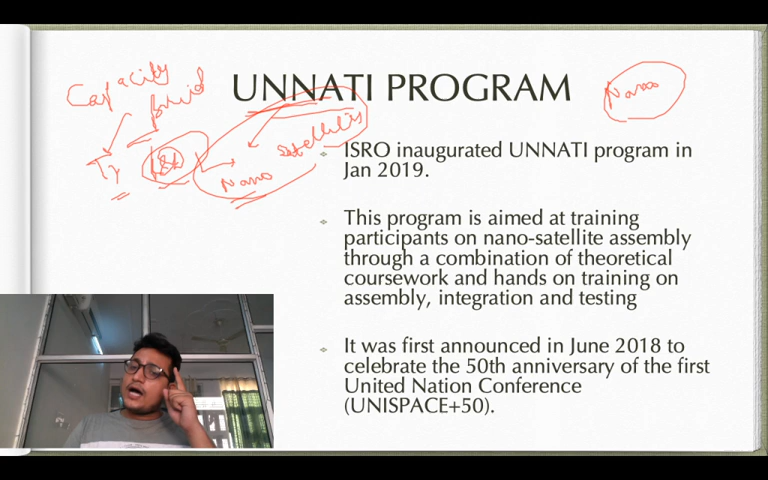 Capacity
UNNATI PROGRAM
Nano
Nano satellites
ISRO inaugurated UNNATI program in
Jan 2019.
This program is aimed at training
participants on nano-satellite assembly
through a combination of theoretical
coursework and hands on training on
assembly, integration and testing
It was first announced in June 2018 to
celebrate the 50th anniversary of the first
United Nation Conference
(UNISPACE+50).